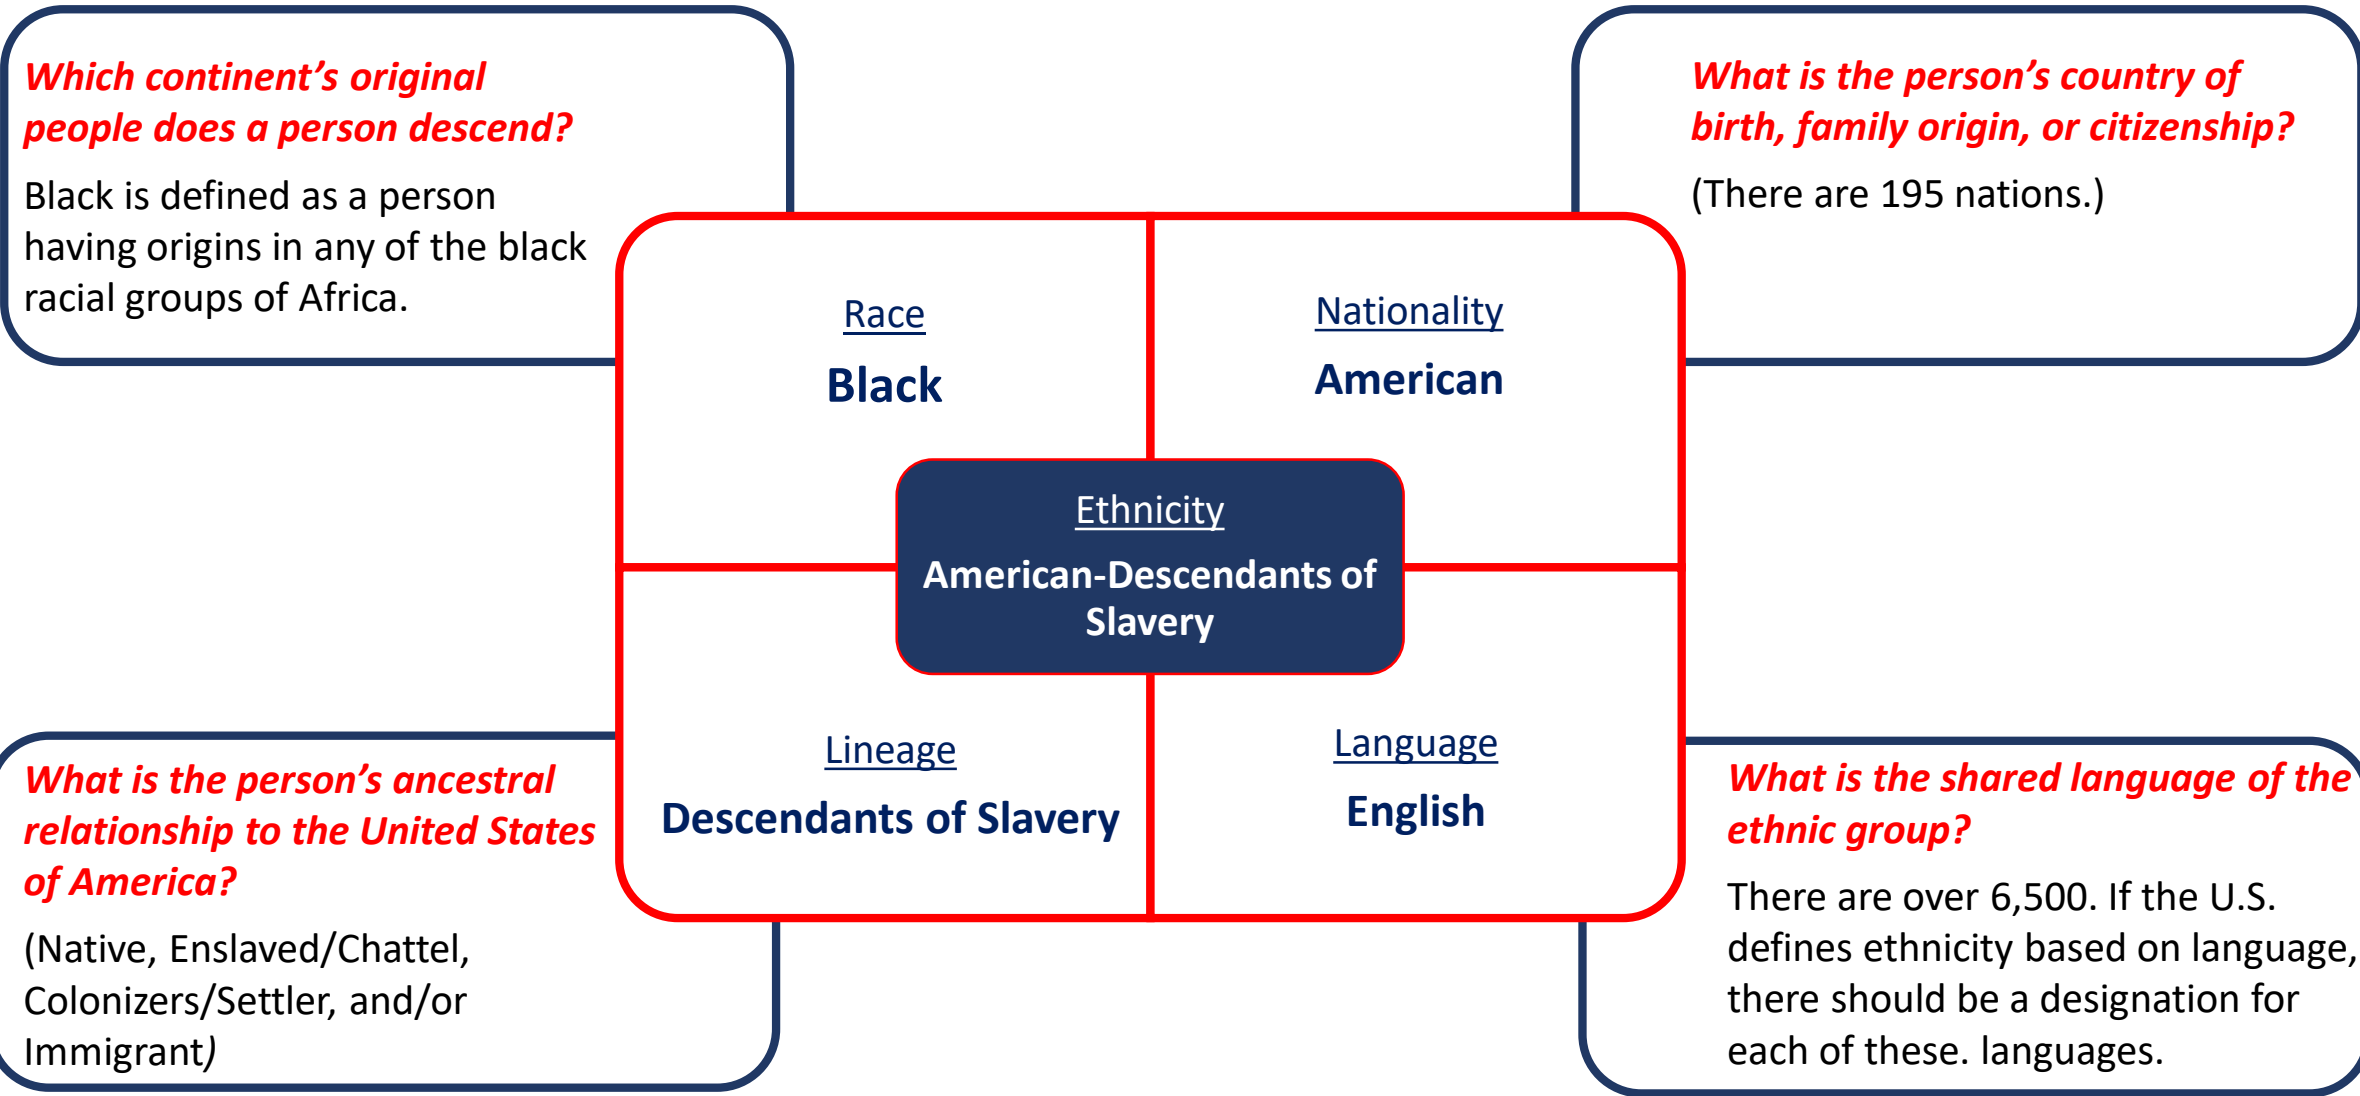 Which continent’s original
people does a person descend?
Black is defined as a person
having origins in any of the black
racial groups of Africa.
What is the person’s country of
birth, family origin, or citizenship?
(There are 195 nations.)
Race
Black
Nationality
American
Ethnicity
American-Descendants of
Slavery
Lineage
Descendants of Slavery
Language
English
What is the person’s ancestral
relationship to the United States
of America?
(Native, Enslaved/Chattel,
Colonizers/Settler, and/or
Immigrant)
What is the shared language of the
ethnic group?
There are over 6,500. If the U.S.
defines ethnicity based on language,
there should be a designation for
each of these. languages.